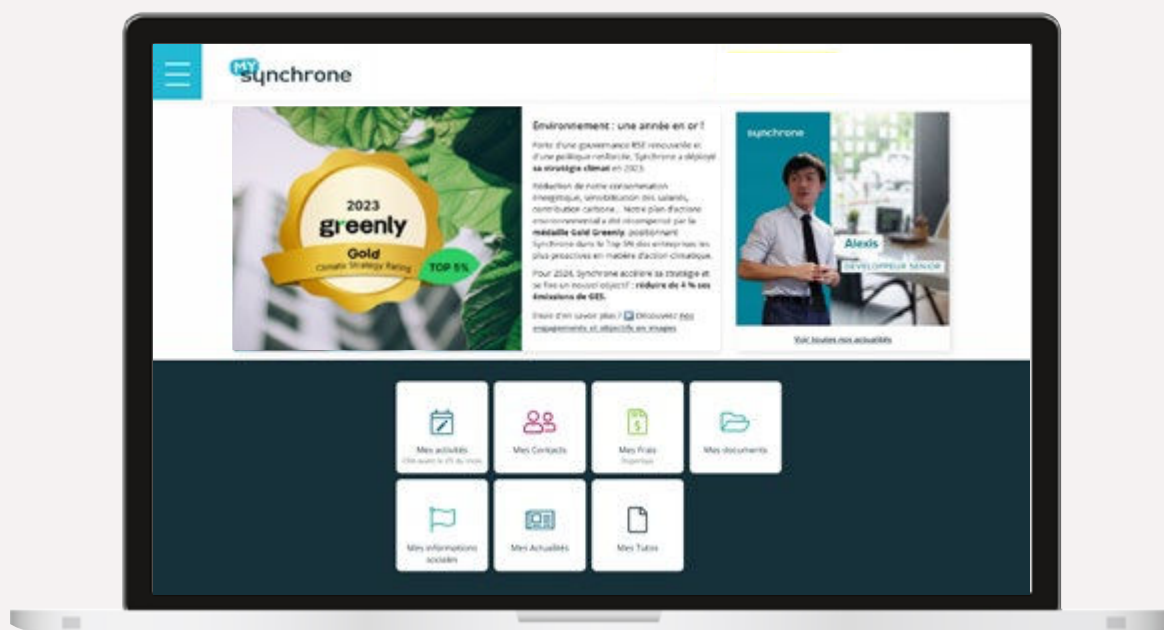 MY
synchrone
2023
greenly
Gold
Climate Strategy Rating
TOP 5%
Environnement : une année en or !
Forte d'une gouvernance RSE renouvelée et
d'une politique renforcée, Synchrone a déployé
sa stratégie climat en 2023.
Réduction de notre consommation
énergétique, sensibilisation des salariés,
contribution carbone... Notre plan d'actions
environnemental a été récompensé par la
médaille Gold Greenly, positionnant
Synchrone dans le Top 5% des entreprises les
plus proactives en matière d'action climatique.
Pour 2024, Synchrone accélère sa stratégie et
se fixe un nouvel objectif : réduire de 4 % ses
émissions de GES.
Envie d'en savoir plus ? ▶ Découvrez nos
engagements et objectifs en images
synchrone
Alexis
DÉVELOPPEUR SENIOR
Voir toutes nos actualités
Mes activités
Mes Contacts
Mes Frais
Mes documents
Mes informations
sociales
Mes Actualités
Mes Tutos